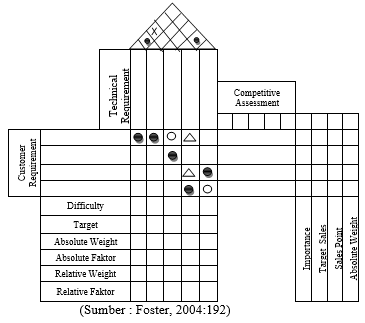 X
Technical
Requirement
Competitive
Assessment
Customer
Requirement
Difficulty
Target
Absolute Weight
Absolute Faktor
Relative Weight
Relative Faktor
Importance
Target Sales
Sales Point
Absolute Weight
(Sumber : Foster, 2004:192)